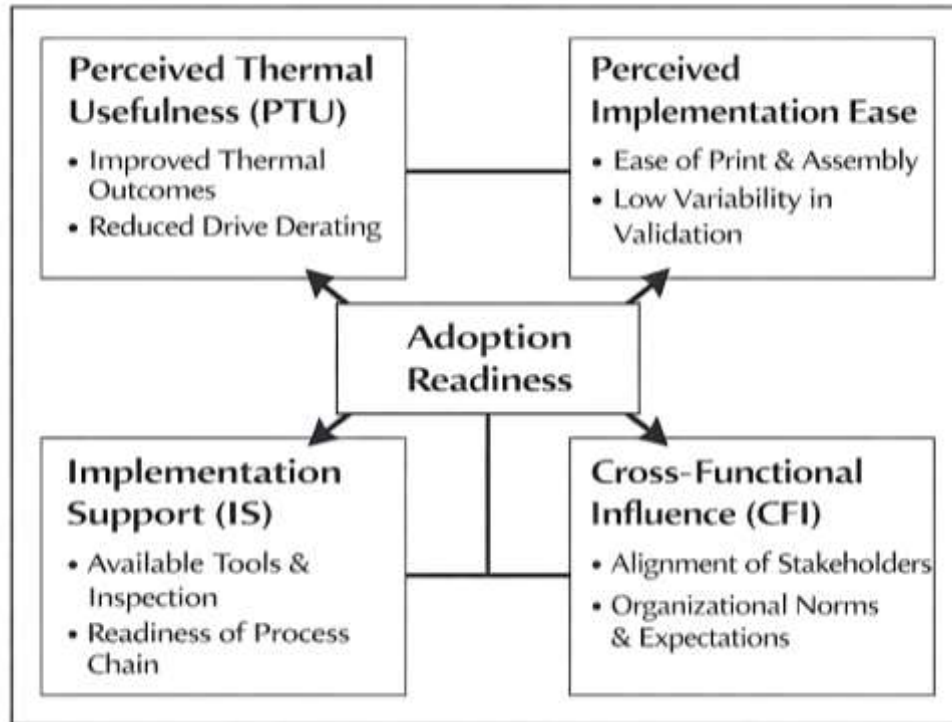 Perceived Thermal
Usefulness (PTU)
• Improved Thermal
Outcomes
• Reduced Drive Derating
Perceived
Implementation Ease
• Ease of Print & Assembly
• Low Variability in
Validation
Adoption
Readiness
Implementation
Support (IS)
• Available Tools &
Inspection
• Readiness of Process
Chain
Cross-Functional
Influence (CFI)
• Alignment of Stakeholders
• Organizational Norms
& Expectations